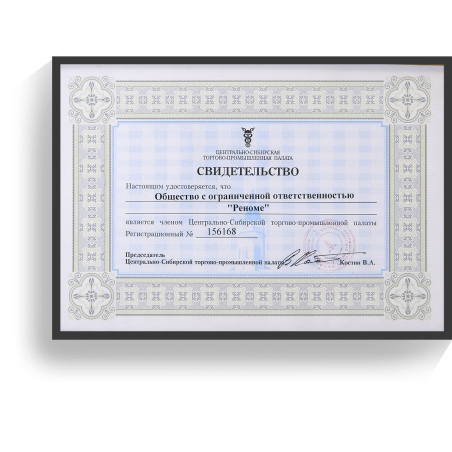 ЦЕНТРАЛЬНО-СИБИРСКАЯ
ТОРГОВО-ПРОМЫШЛЕННАЯ ПАЛАТА
СВИДЕТЕЛЬСТВО
Настоящим удостоверяется, что
Общество с ограниченной ответственностью
"Реноме"
является членом Центрально-Сибирской торгово-промышленной палаты
Регистрационный № 156168
Председатель
Центрально-Сибирской торгово-промышленной палаты Костин В.А.